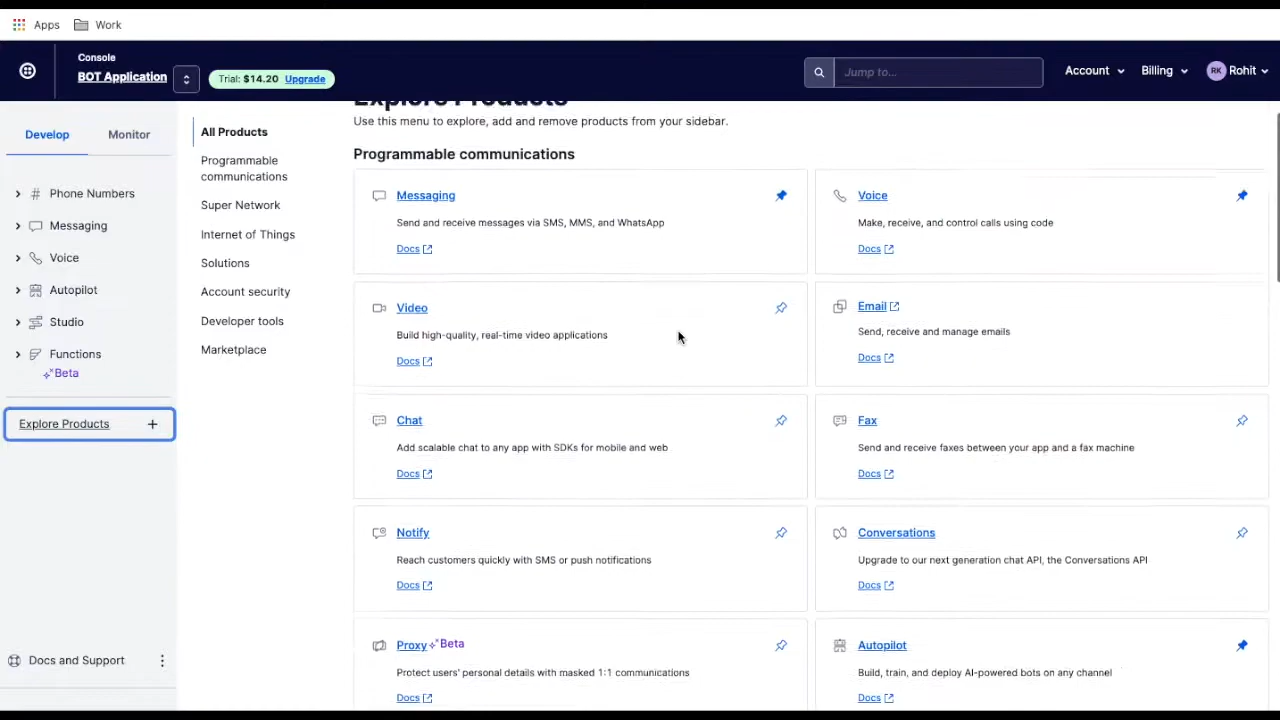 Apps
Work
Console
BOT Application
Trial: $14.20 Upgrade
Jump to...
Account
Billing
RK Rohit
Develop
Monitor
Phone Numbers
Messaging
Voice
Autopilot
Studio
Functions
Beta
Explore Products +
Docs and Support
All Products
Programmable
communications
Super Network
Internet of Things
Solutions
Account security
Developer tools
Marketplace
Explore Products
Use this menu to explore, add and remove products from your sidebar.
Programmable communications
Messaging
Send and receive messages via SMS, MMS, and WhatsApp
Docs
Voice
Make, receive, and control calls using code
Docs
Video
Build high-quality, real-time video applications
Docs
Email
Send, receive and manage emails
Docs
Chat
Add scalable chat to any app with SDKs for mobile and web
Docs
Fax
Send and receive faxes between your app and a fax machine
Docs
Notify
Reach customers quickly with SMS or push notifications
Docs
Conversations
Upgrade to our next generation chat API, the Conversations API
Docs
Proxy Beta
Protect users' personal details with masked 1:1 communications
Docs
Autopilot
Build, train, and deploy AI-powered bots on any channel
Docs